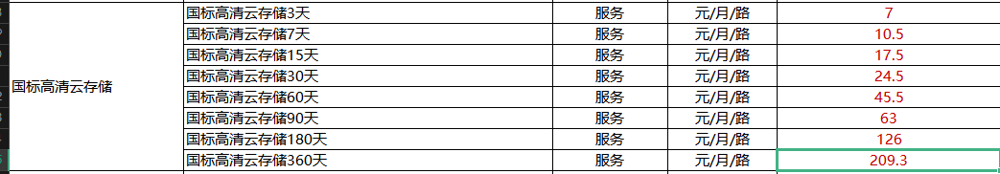 国标高清云存储3天 服务 元/月/路 7
国标高清云存储7天 服务 元/月/路 10.5
国标高清云存储15天 服务 元/月/路 17.5
国标高清云存储30天 服务 元/月/路 24.5
国标高清云存储
国标高清云存储60天 服务 元/月/路 45.5
国标高清云存储90天 服务 元/月/路 63
国标高清云存储180天 服务 元/月/路 126
国标高清云存储360天 服务 元/月/路 209.3